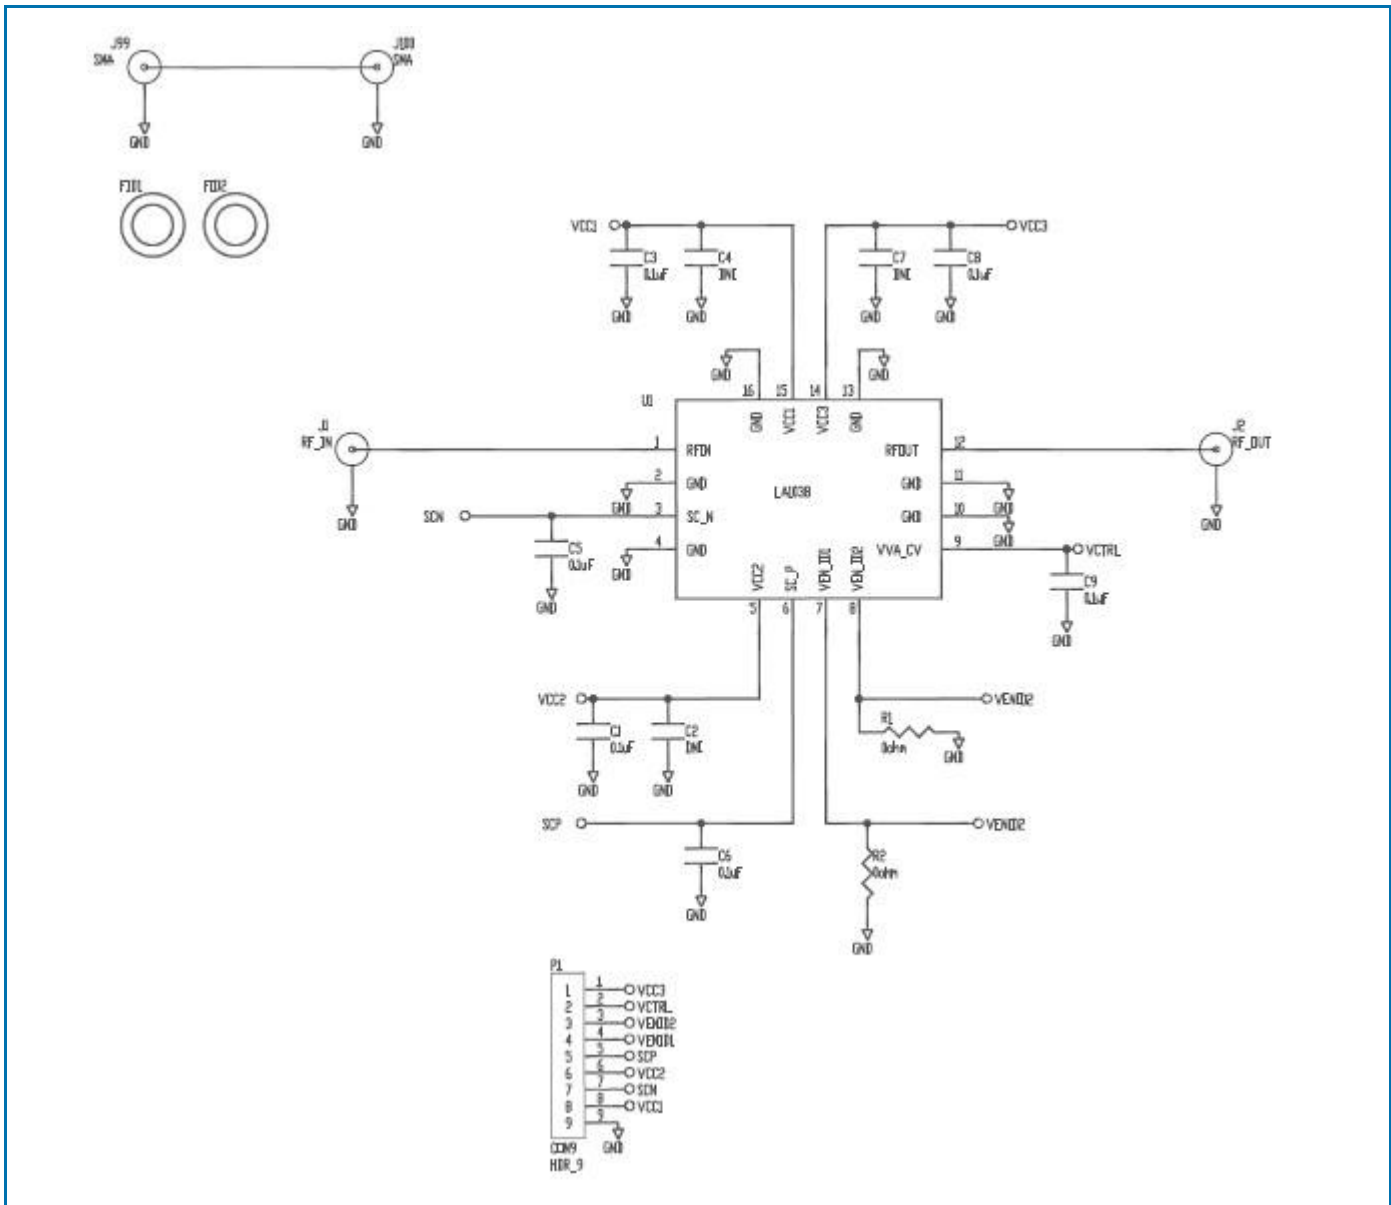 J99
SMA
J100
SMA
GND
GND
FID1
FID2
VCC1
C3
0.1uF
C4
DNI
C7
DNI
C8
0.1uF
VCC3
GND
GND
GND
GND
GND
GND
16
15
14
13
U1
GND
VCC1
VCC3
GND
J1
RF_IN
1
RFIN
RFOUT
12
J2
RF_OUT
2
GND
GND
11
GND
GND
LA1038
GND
SCN
3
SC_N
GND
10
GND
GND
C5
0.1uF
4
GND
VVA_CV
9
VCTRL
GND
GND
VCC2
SC_P
VEN_ID1
VEN_ID2
C9
0.1uF
5
6
7
8
GND
GND
VCC2
VENID2
C1
0.1uF
C2
DNI
R1
0ohm
GND
GND
GND
SCP
VENID2
C6
0.1uF
R2
0ohm
GND
GND
P1
1 1 VCC3
2 2 VCTRL
3 3 VENID2
4 4 VENID1
5 5 SCP
6 6 VCC2
7 7 SCN
8 8 VCC1
9 9
CON9 GND
HDR_9